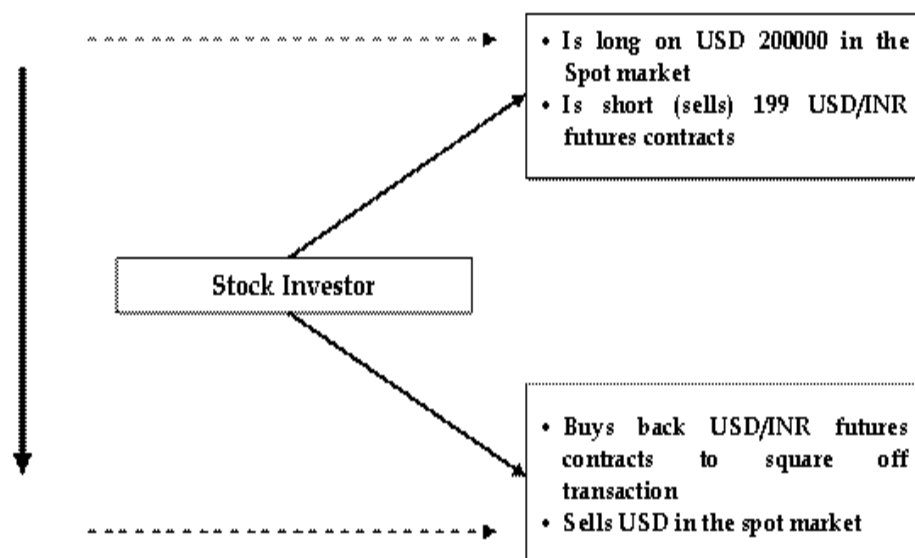 • Is long on USD 200000 in the
Spot market
• Is short (sells) 199 USD/INR
futures contracts
Stock Investor
• Buys back USD/INR futures
contracts to square off
transaction
• Sells USD in the spot market